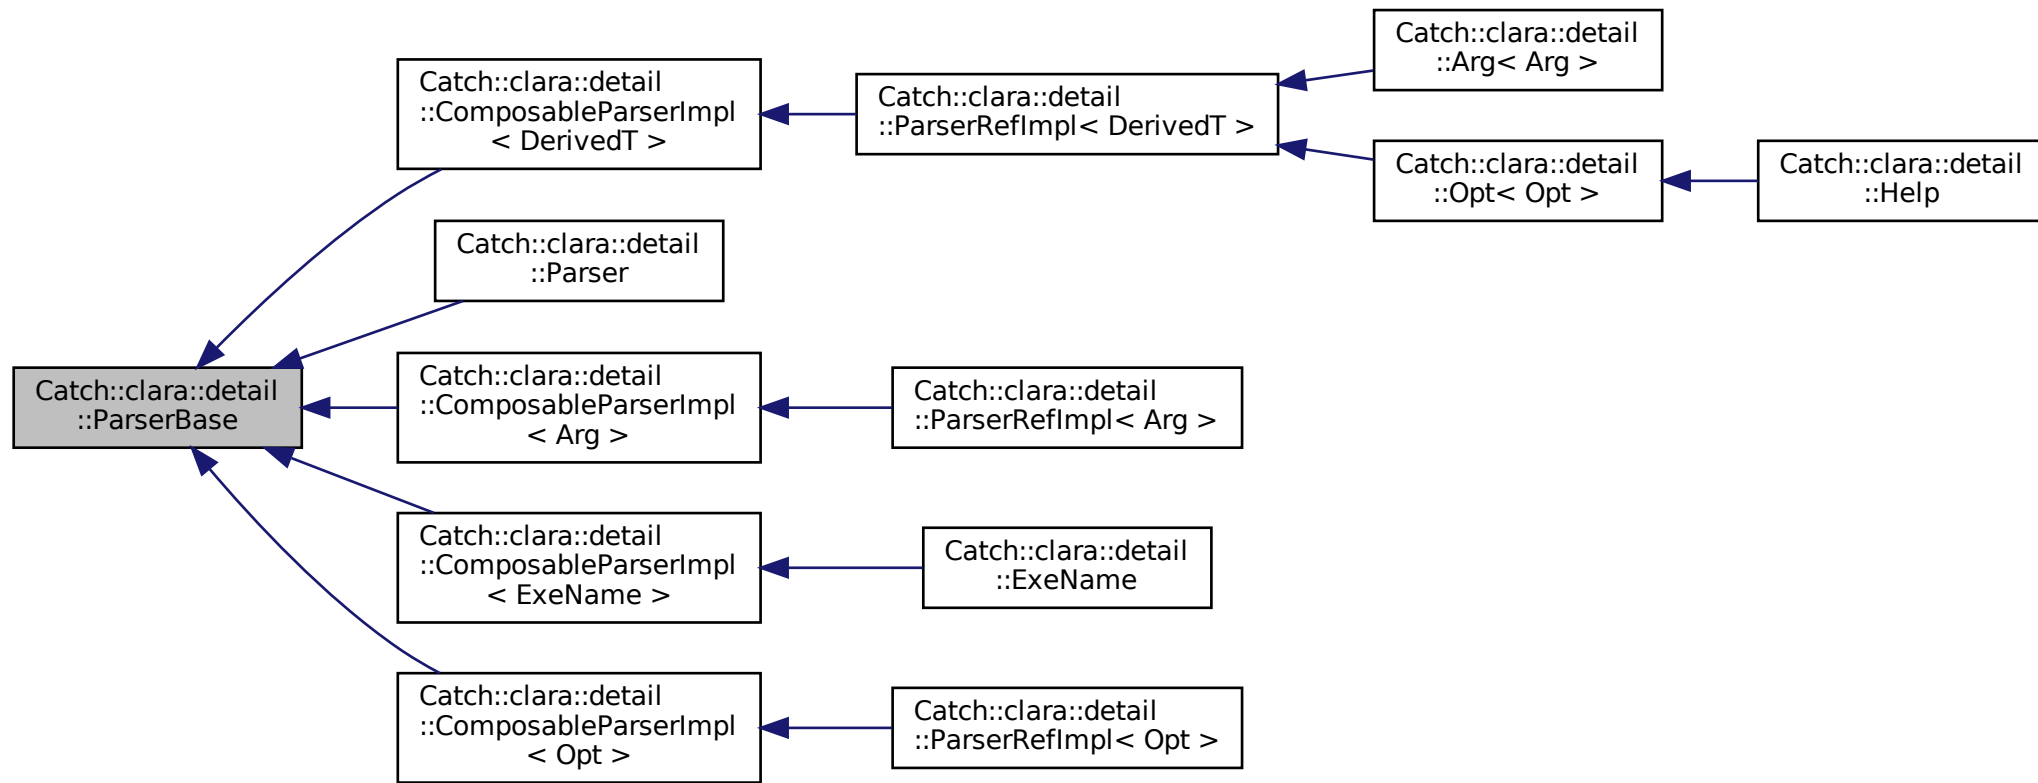 Catch::clara::detail
::ParserBase
Catch::clara::detail
::ComposableParserImpl
< DerivedT >
Catch::clara::detail
::ParserRefImpl< DerivedT >
Catch::clara::detail
::Arg< Arg >
Catch::clara::detail
::Opt< Opt >
Catch::clara::detail
::Help
Catch::clara::detail
::Parser
Catch::clara::detail
::ComposableParserImpl
< Arg >
Catch::clara::detail
::ParserRefImpl< Arg >
Catch::clara::detail
::ComposableParserImpl
< ExeName >
Catch::clara::detail
::ExeName
Catch::clara::detail
::ComposableParserImpl
< Opt >
Catch::clara::detail
::ParserRefImpl< Opt >